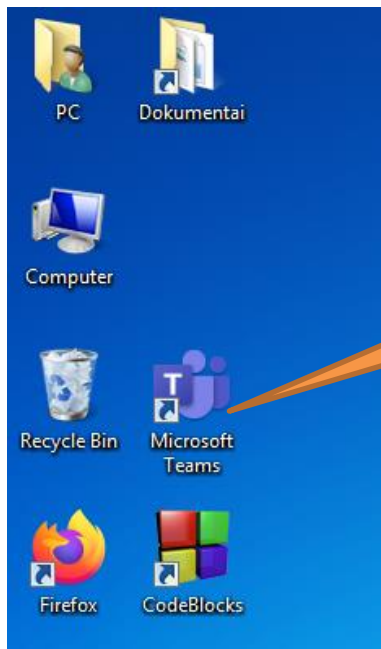 PC
Dokumentai
Computer
Recycle Bin
T
Microsoft
Teams
Firefox
CodeBlocks